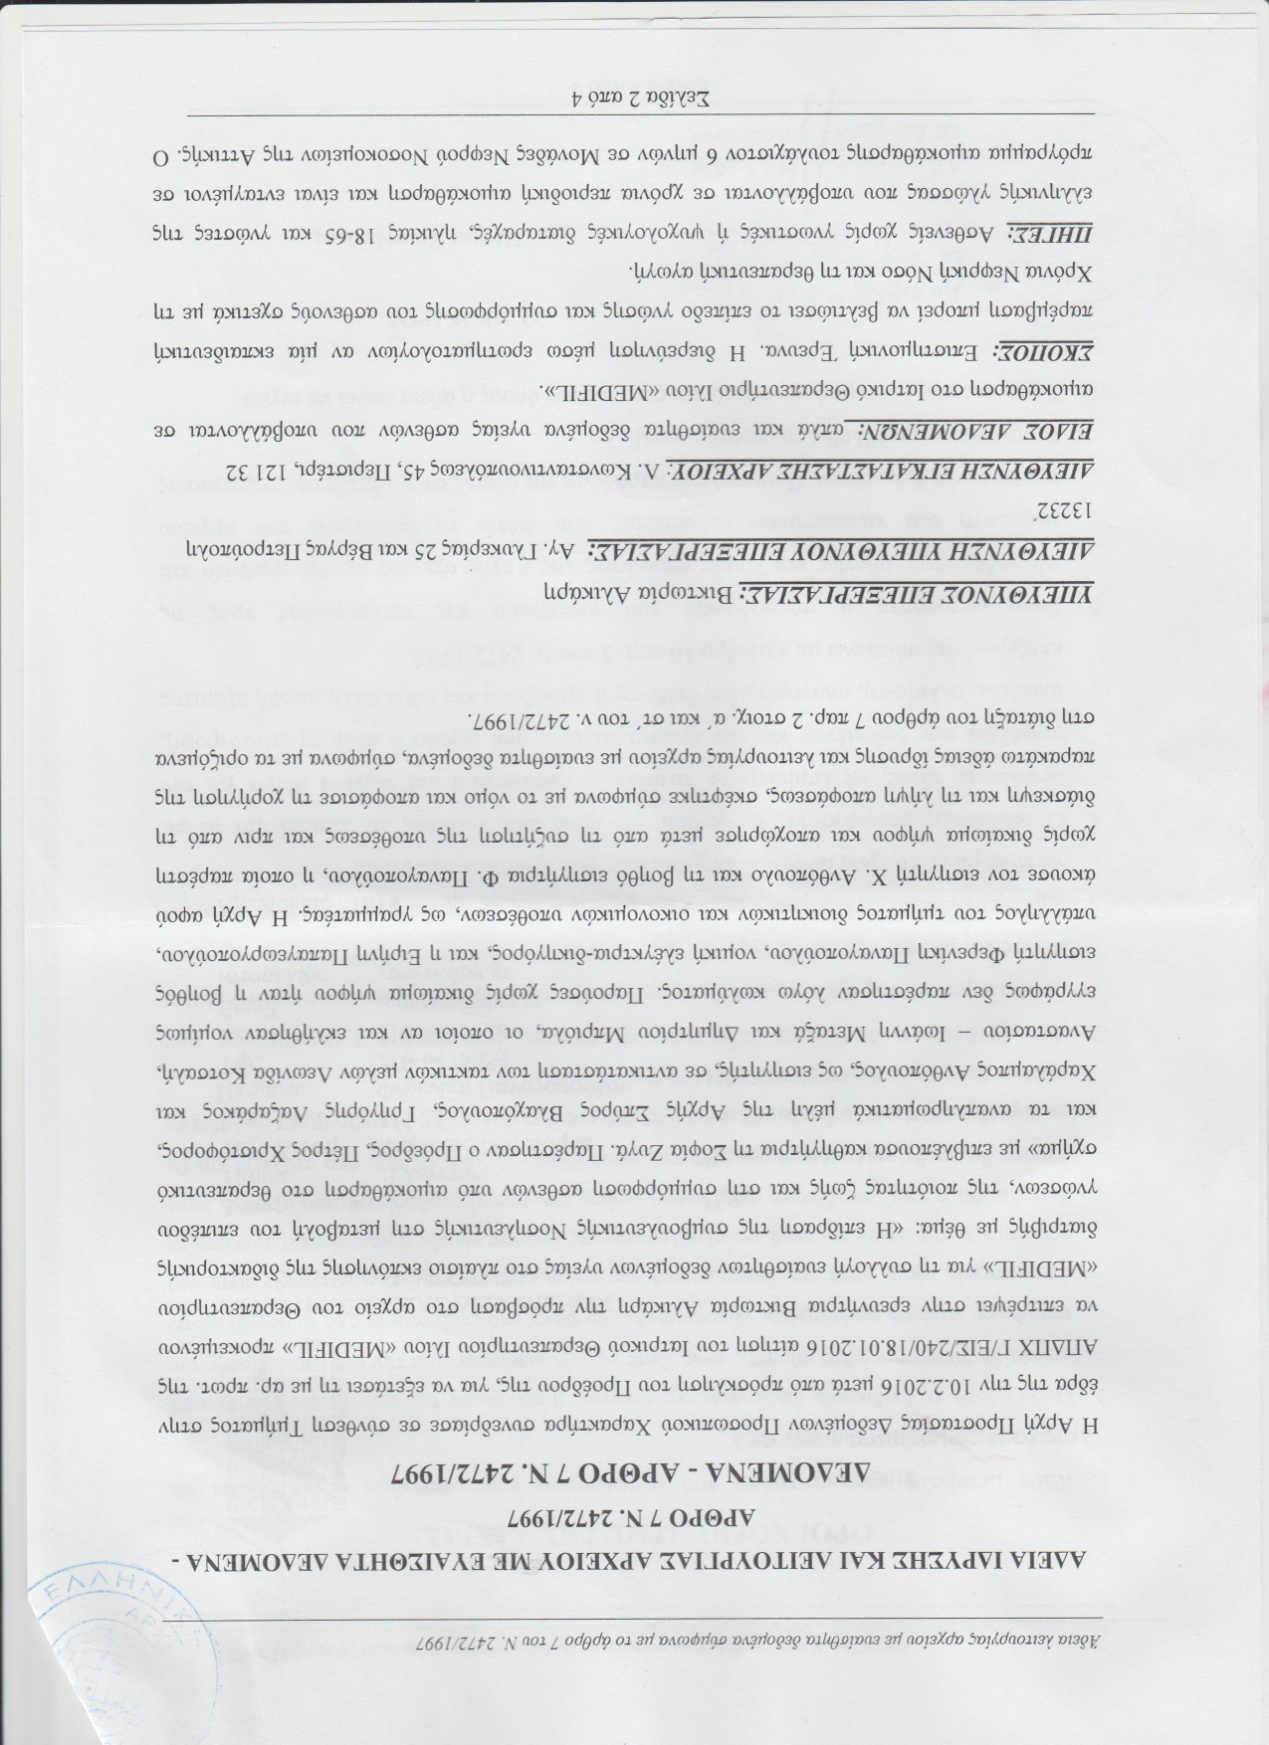 Άδεια λειτουργίας αρχείου με ευαίσθητα δεδομένα σύμφωνα με το άρθρο 7 του Ν. 2472/1997
ΕΛΛΗΝΙΚ
ΑΡΧ
ΑΔΕΙΑ ΙΔΡΥΣΗΣ ΚΑΙ ΛΕΙΤΟΥΡΓΙΑΣ ΑΡΧΕΙΟΥ ΜΕ ΕΥΑΙΣΘΗΤΑ ΔΕΔΟΜΕΝΑ -
ΑΡΘΡΟ 7 Ν. 2472/1997
ΔΕΔΟΜΕΝΑ - ΑΡΘΡΟ 7 Ν. 2472/1997
Η Αρχή Προστασίας Δεδομένων Προσωπικού Χαρακτήρα συνεδρίασε σε σύνθεση Τμήματος στην
έδρα της την 10.2.2016 μετά από πρόσκληση του Προέδρου της, για να εξετάσει τη με αρ. πρωτ. της
ΑΠΔΠΧ Γ/ΕΙΣ/240/18.01.2016 αίτηση του Ιατρικού Θεραπευτηρίου Ιλίου «MEDIFIL» προκειμένου
να επιτρέψει στην ερευνήτρια Βικτωρία Αλικάρη την πρόσβαση στο αρχείο του Θεραπευτηρίου
«MEDIFIL» για τη συλλογή ευαίσθητων δεδομένων υγείας στο πλαίσιο εκπόνησης της διδακτορικής
διατριβής με θέμα: «Η επίδραση της συμβουλευτικής Νοσηλευτικής στη μεταβολή του επιπέδου
γνώσεων, της ποιότητας ζωής και στη συμμόρφωση ασθενών υπό αιμοκάθαρση στο θεραπευτικό
σχήμα» με επιβλέπουσα καθηγήτρια τη Σοφία Ζυγά. Παρέστησαν ο Πρόεδρος, Πέτρος Χριστόφορος,
και τα αναπληρωματικά μέλη της Αρχής Σπύρος Βλαχόπουλος, Γρηγόρης Λαζαράκος και
Χαράλαμπος Ανθόπουλος, ως εισηγητής, σε αντικατάσταση των τακτικών μελών Λεωνίδα Κοτσαλή,
Αναστασίου – Ιωάννη Μεταξά και Δημητρίου Μπριόλα, οι οποίοι αν και εκλήθησαν νομίμως
εγγράφως δεν παρέστησαν λόγω κωλύματος. Παρούσες χωρίς δικαίωμα ψήφου ήταν η βοηθός
εισηγητή Φερενίκη Παναγοπούλου, νομική ελέγκτρια-δικηγόρος, και η Ειρήνη Παπαγεωργοπούλου,
υπάλληλος του τμήματος διοικητικών και οικονομικών υποθέσεων, ως γραμματέας. Η Αρχή αφού
άκουσε τον εισηγητή Χ. Ανθόπουλο και τη βοηθό εισηγήτρια Φ. Παναγοπούλου, η οποία παρέστη
χωρίς δικαίωμα ψήφου και αποχώρησε μετά από τη συζήτηση της υποθέσεως και πριν από τη
διάσκεψη και τη λήψη αποφάσεως, σκέφτηκε σύμφωνα με το νόμο και αποφάσισε τη χορήγηση της
παρακάτω άδειας ίδρυσης και λειτουργίας αρχείου με ευαίσθητα δεδομένα, σύμφωνα με τα οριζόμενα
στη διάταξη του άρθρου 7 παρ. 2 στοιχ. α΄ και στ΄ του ν. 2472/1997.
ΥΠΕΥΘΥΝΟΣ ΕΠΕΞΕΡΓΑΣΙΑΣ: Βικτωρία Αλικάρη
ΔΙΕΥΘΥΝΣΗ ΥΠΕΥΘΥΝΟΥ ΕΠΕΞΕΡΓΑΣΙΑΣ: Αγ. Γλυκερίας 25 και Βέργας Πετρούπολη
13232΄
ΔΙΕΥΘΥΝΣΗ ΕΓΚΑΤΑΣΤΑΣΗΣ ΑΡΧΕΙΟΥ: Λ. Κωνσταντινουπόλεως 45, Περιστέρι, 121 32
ΕΙΔΟΣ ΔΕΔΟΜΕΝΩΝ: απλά και ευαίσθητα δεδομένα υγείας ασθενών που υποβάλλονται σε
αιμοκάθαρση στο Ιατρικό Θεραπευτήριο Ιλίου «MEDIFIL».
ΣΚΟΠΟΣ: Επιστημονική Έρευνα. Η διερεύνηση μέσω ερωτηματολογίων αν μία εκπαιδευτική
παρέμβαση μπορεί να βελτιώσει το επίπεδο γνώσης και συμμόρφωσης του ασθενούς σχετικά με τη
Χρόνια Νεφρική Νόσο και τη θεραπευτική αγωγή.
ΠΗΓΕΣ: Ασθενείς χωρίς γνωστικές ή ψυχολογικές διαταραχές, ηλικίας 18-65 και γνώστες της
ελληνικής γλώσσας που υποβάλλονται σε χρόνια περιοδική αιμοκάθαρση και είναι ενταγμένοι σε
πρόγραμμα αιμοκάθαρσης τουλάχιστον 6 μηνών σε Μονάδες Νεφρού Νοσοκομείων της Αττικής. Ο
Σελίδα 2 από 4